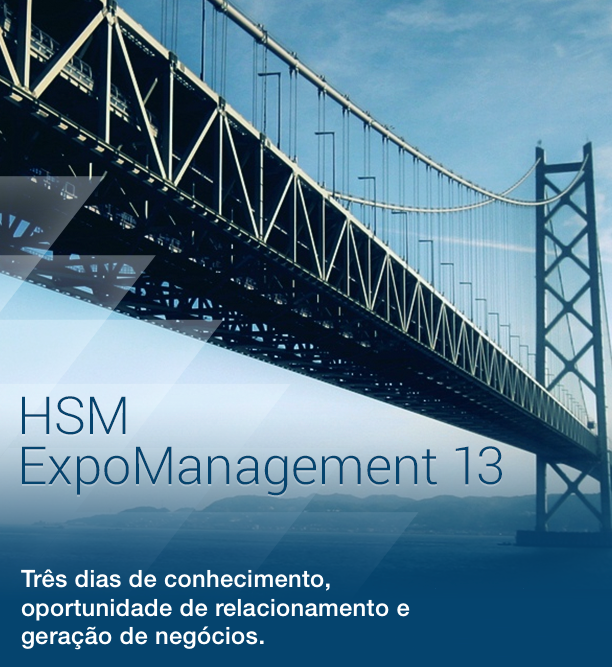 HSM
ExpoManagement 13
Três dias de conhecimento,
oportunidade de relacionamento e
geração de negócios.